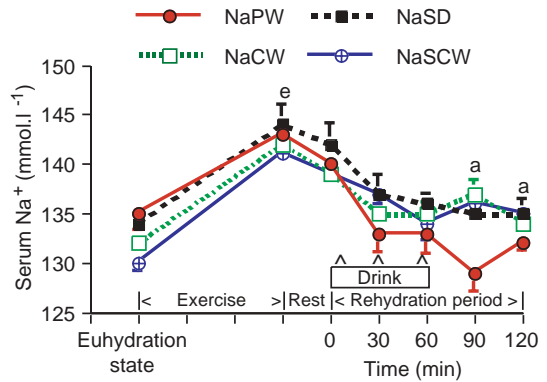 NaPW NaSD
NaCW NaSCW
150
145
140
135
130
125
Serum Na⁺ (mmol.l ⁻¹)
e
a
a
^ ^ ^
Drink
< Exercise > Rest < Rehydration period >
Euhydration
state
0 30 60 90 120
Time (min)